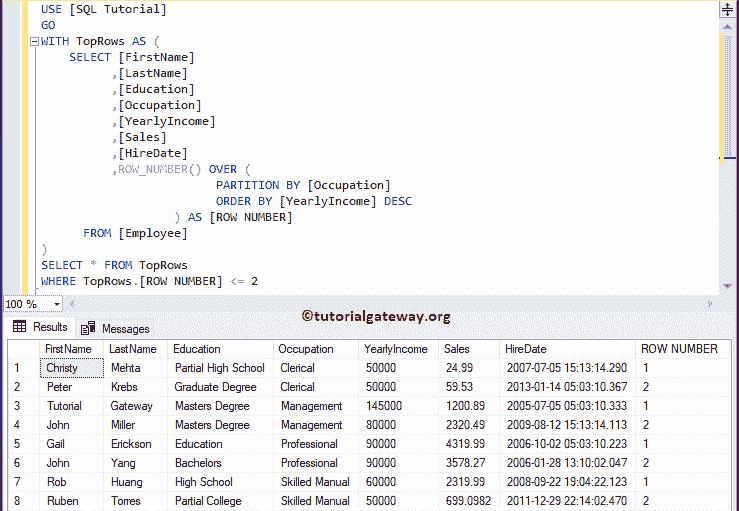 USE [SQL Tutorial]
GO
WITH TopRows AS (
SELECT [FirstName]
,[LastName]
,[Education]
,[Occupation]
,[YearlyIncome]
,[Sales]
,[HireDate]
,ROW_NUMBER() OVER (
PARTITION BY [Occupation]
ORDER BY [YearlyIncome] DESC
) AS [ROW NUMBER]
FROM [Employee]
)
SELECT * FROM TopRows
WHERE TopRows.[ROW NUMBER] <= 2
100 %
©tutorialgateway.org
Results Messages
FirstName LastName Education Occupation YearlyIncome Sales HireDate ROW NUMBER
1 Christy Mehta Partial High School Clerical 50000 24.99 2007-07-05 15:13:14.290 1
2 Peter Krebs Graduate Degree Clerical 50000 59.53 2013-01-14 05:03:10.367 2
3 Tutorial Gateway Masters Degree Management 145000 1200.89 2005-07-05 05:03:10.333 1
4 John Miller Masters Degree Management 80000 2320.49 2009-08-12 15:13:14.113 2
5 Gail Erickson Education Professional 90000 4319.99 2006-10-02 05:03:10.223 1
6 John Yang Bachelors Professional 90000 3578.27 2006-01-28 13:10:02.047 2
7 Rob Huang High School Skilled Manual 60000 2319.99 2008-09-22 19:04:22.123 1
8 Ruben Torres Partial College Skilled Manual 50000 699.0982 2011-12-29 22:14:02.470 2